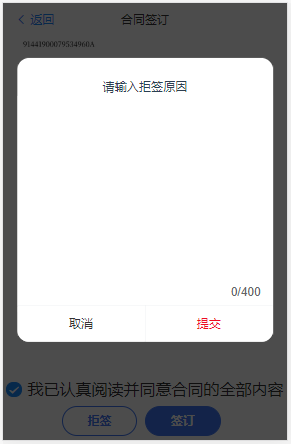 返回
合同签订
91441900079534960A
请输入拒签原因
0/400
取消
提交
我已认真阅读并同意合同的全部内容
拒签
签订